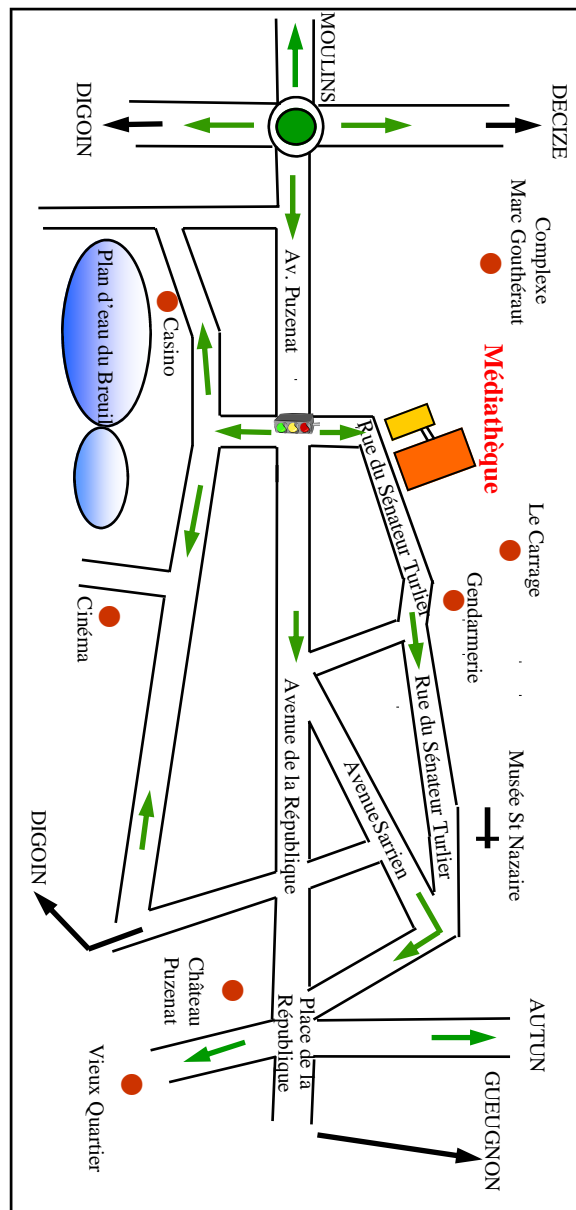 MOULINS
DECIZE
DIGOIN
Complexe
Marc Gouthéraut
Av. Puzenat
Plan d'eau du Breuil
Casino
Médiathèque
Rue du Sénateur Turlier
Le Carrage
Gendarmerie
Cinéma
Rue du Sénateur Turlier
Avenue de la République
Avenue Sarrien
Musée St Nazaire
DIGOIN
Château
Puzenat
Place de la
République
AUTUN
GUEUGNON
Vieux Quartier